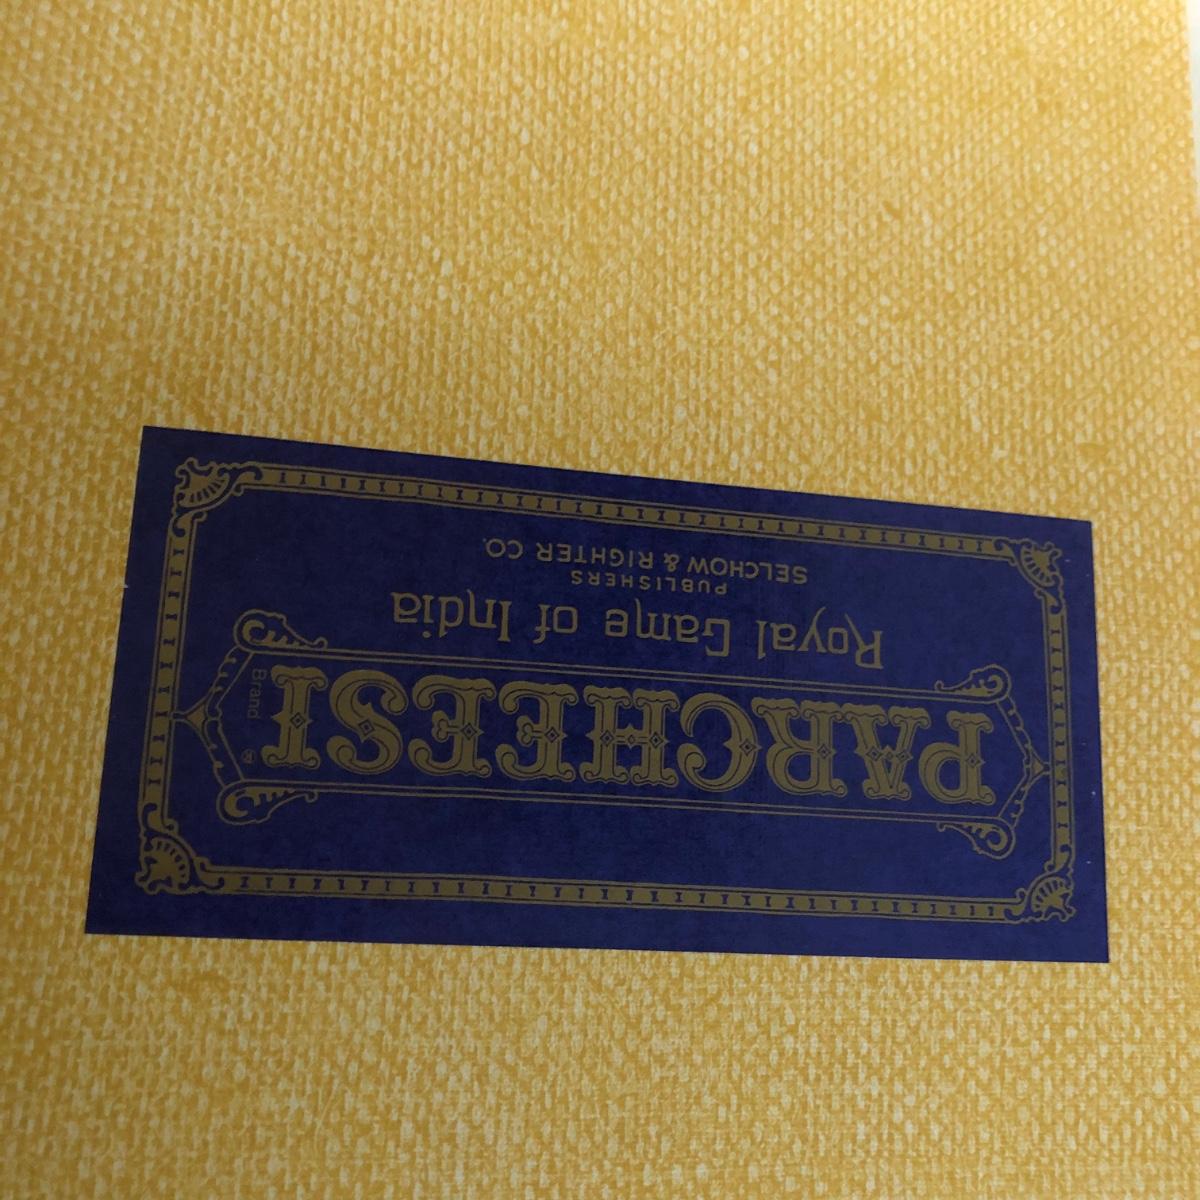 PARCHEESI
Brand ®
Royal Game of India
PUBLISHERS
SELCHOW & RIGHTER CO.